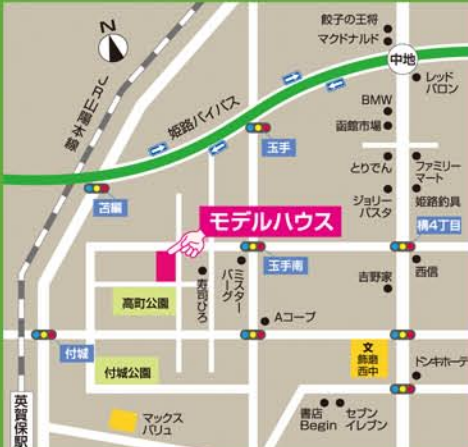 餃子の王将
マクドナルド
中地
レッド
バロン
BMW
函館市場
とりでん
ファミリー
マート
ジョリー
パスタ
姫路釣具
構4丁目
西信
吉野家
N
JR山陽本線
姫路バイパス
玉手
苫編
モデルハウス
玉手南
ミスター
バーグ
寿司ひろ
高町公園
Aコープ
付城
付城公園
文
飾磨
西中
ドンキホーテ
英賀保駅
マックス
バリュ
書店
Begin
セブン
イレブン